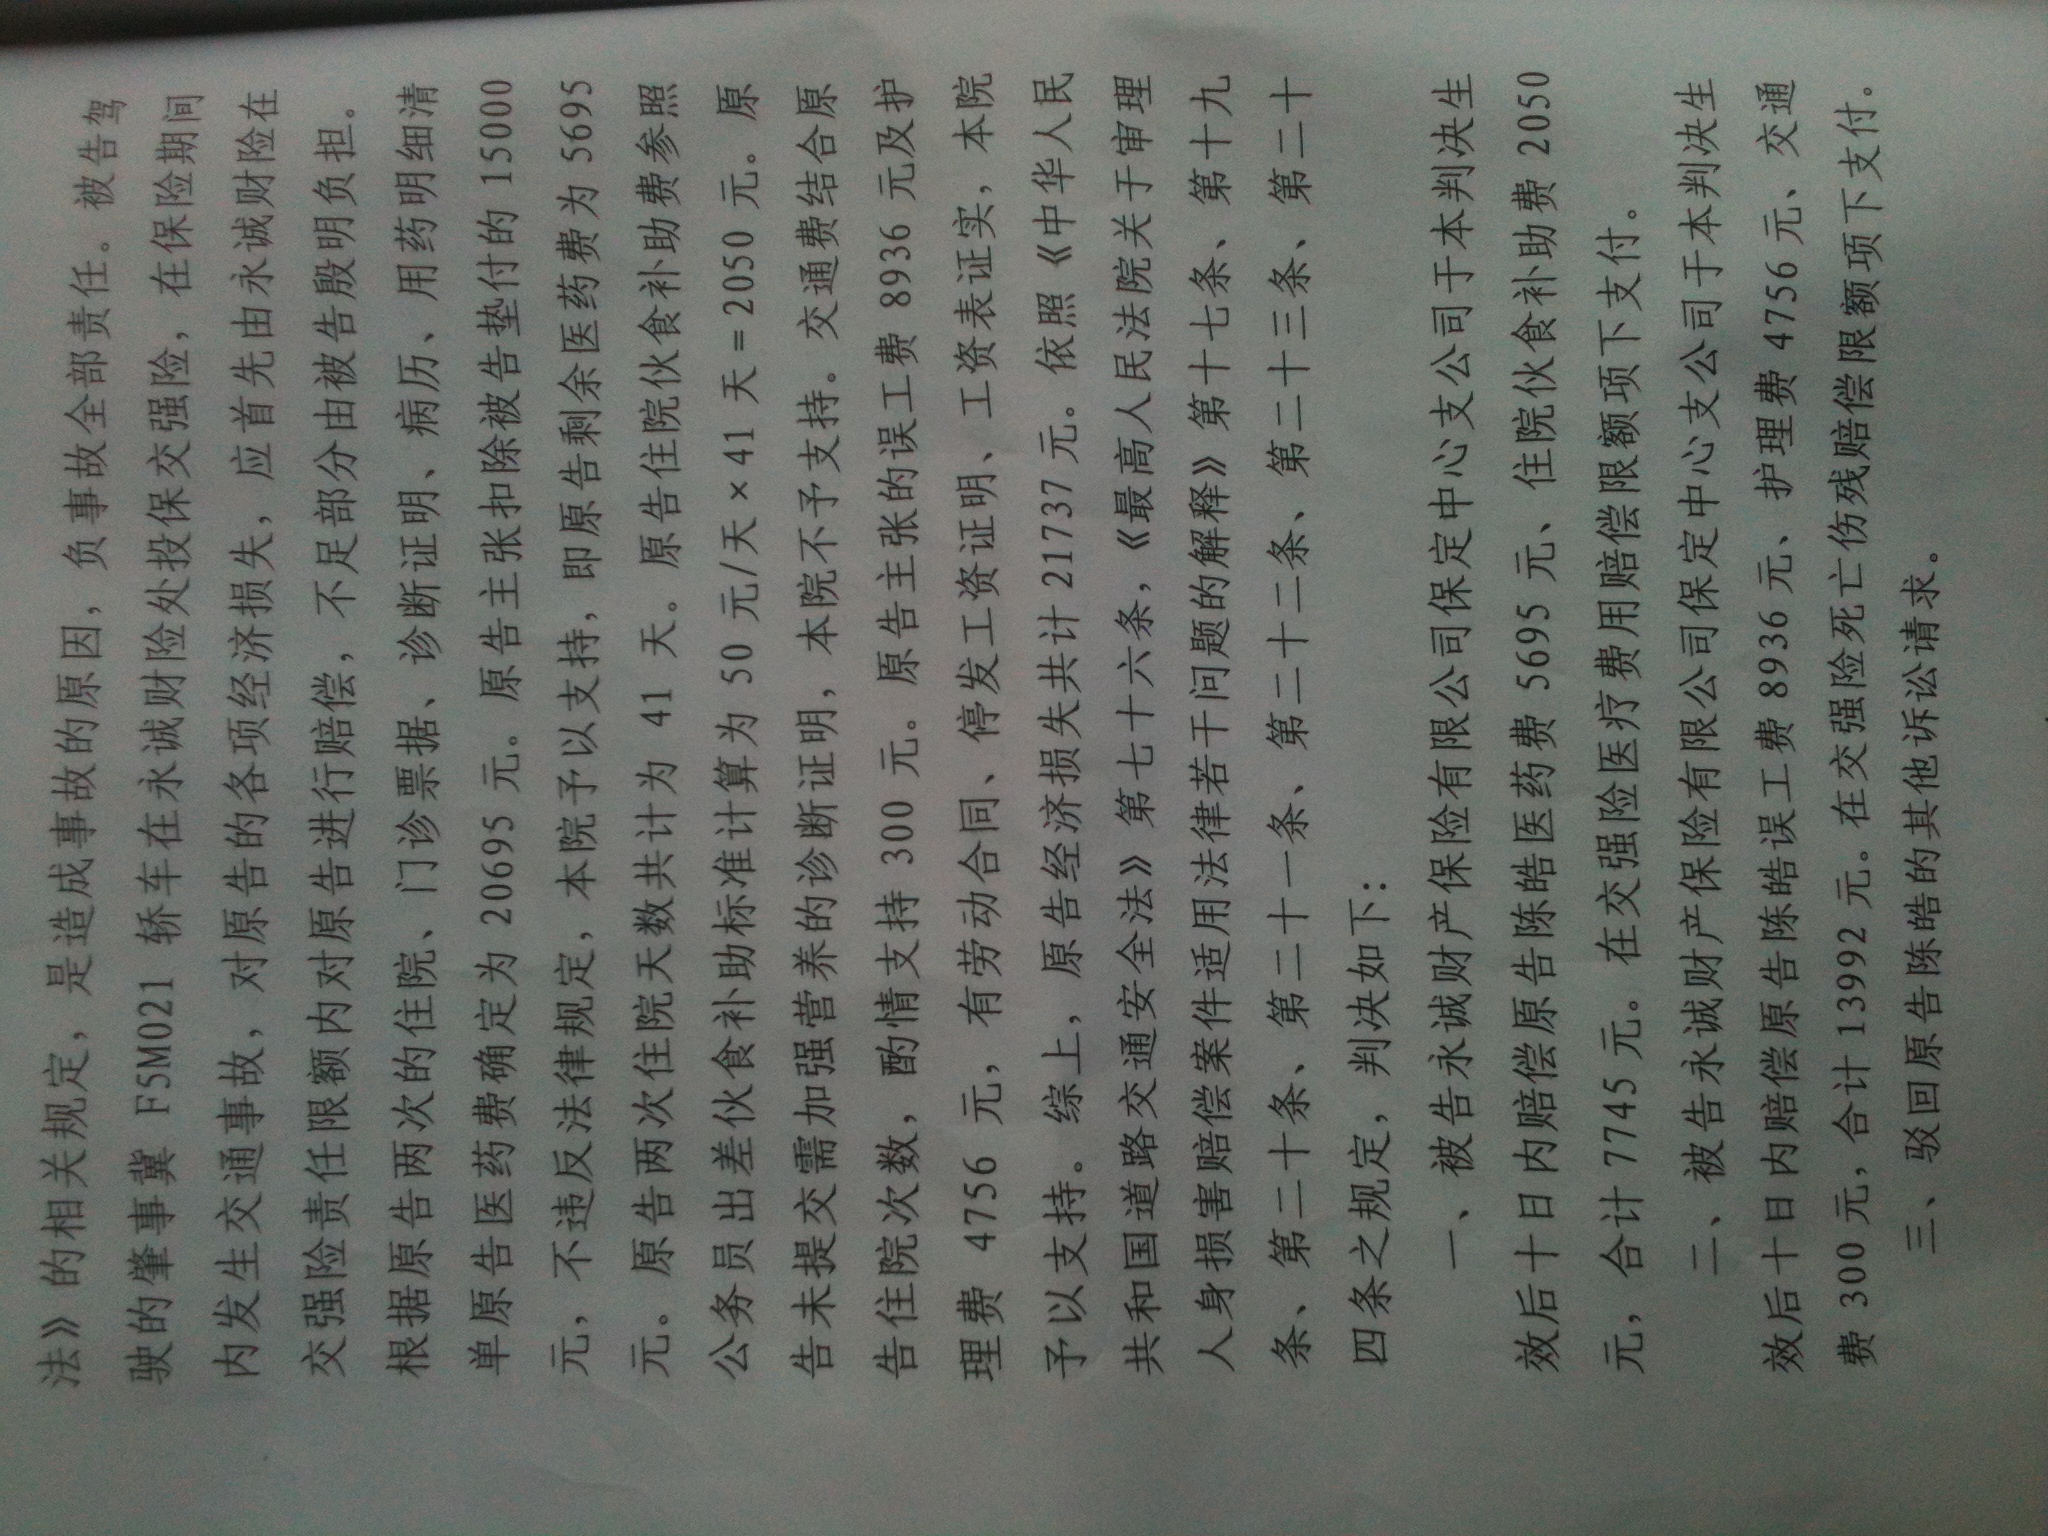 法》的相关规定，是造成事故的原因，负事故全部责任。被告驾
驶的肇事冀 F5M021 轿车在永诚财险处投保交强险，在保险期间
内发生交通事故，对原告的各项经济损失，应首先由永诚财险在
交强险责任限额内对原告进行赔偿，不足部分由被告殷明负担。
根据原告两次的住院、门诊票据、诊断证明、病历、用药明细清
单原告医药费确定为 20695 元。原告主张扣除被告垫付的 15000
元，不违反法律规定，本院予以支持，即原告剩余医药费为 5695
元。原告两次住院天数共计为 41 天。原告住院伙食补助费参照
公务员出差伙食补助标准计算为 50 元/天×41 天=2050 元。原
告未提交需加强营养的诊断证明，本院不予支持。交通费结合原
告住院次数，酌情支持 300 元。原告主张的误工费 8936 元及护
理费 4756 元，有劳动合同、停发工资证明、工资表证实，本院
予以支持。综上，原告经济损失共计 21737 元。依照《中华人民
共和国道路交通安全法》第七十六条，《最高人民法院关于审理
人身损害赔偿案件适用法律若干问题的解释》第十七条、第十九
条、第二十条、第二十一条、第二十二条、第二十三条、第二十
四条之规定，判决如下：
一、被告永诚财产保险有限公司保定中心支公司于本判决生
效后十日内赔偿原告陈皓医药费 5695 元、住院伙食补助费 2050
元，合计 7745 元。在交强险医疗费用赔偿限额项下支付。
二、被告永诚财产保险有限公司保定中心支公司于本判决生
效后十日内赔偿原告陈皓误工费 8936 元、护理费 4756 元、交通
费 300 元，合计 13992 元。在交强险死亡伤残赔偿限额项下支付。
三、驳回原告陈皓的其他诉讼请求。